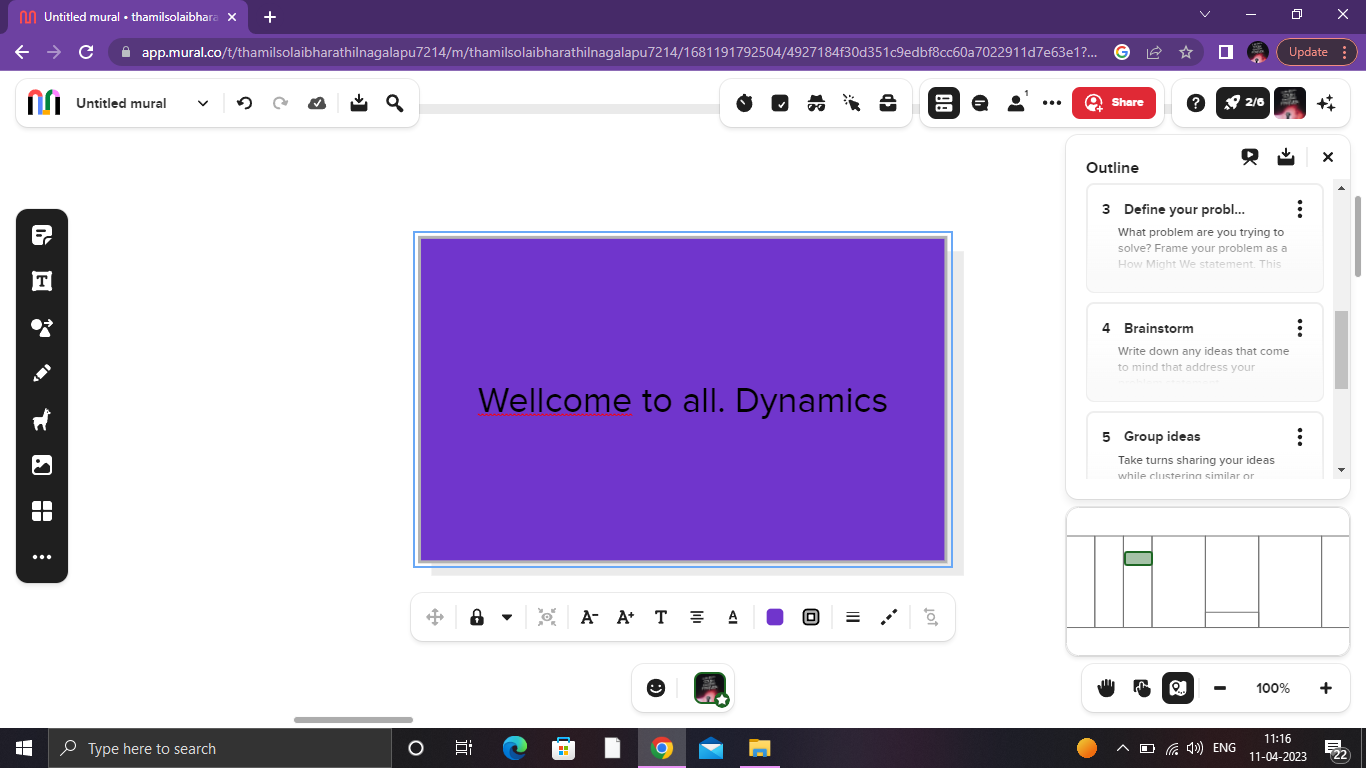 Untitled mural • thamilsolaibhara
app.mural.co/t/thamilsolaibharathilnagalapu7214/m/thamilsolaibharathilnagalapu7214/1681191792504/4927184f30d351c9edbf8cc60a7022911d7e63e1?...
Update
Untitled mural
1
Share
2/6
Outline
3 Define your probl...
What problem are you trying to
solve? Frame your problem as a
How Might We statement. This
4 Brainstorm
Write down any ideas that come
to mind that address your
problem statement.
5 Group ideas
Take turns sharing your ideas
while clustering similar or
Wellcome to all. Dynamics
A-
A+
T
A
100%
Type here to search
ENG
11:16
11-04-2023
22